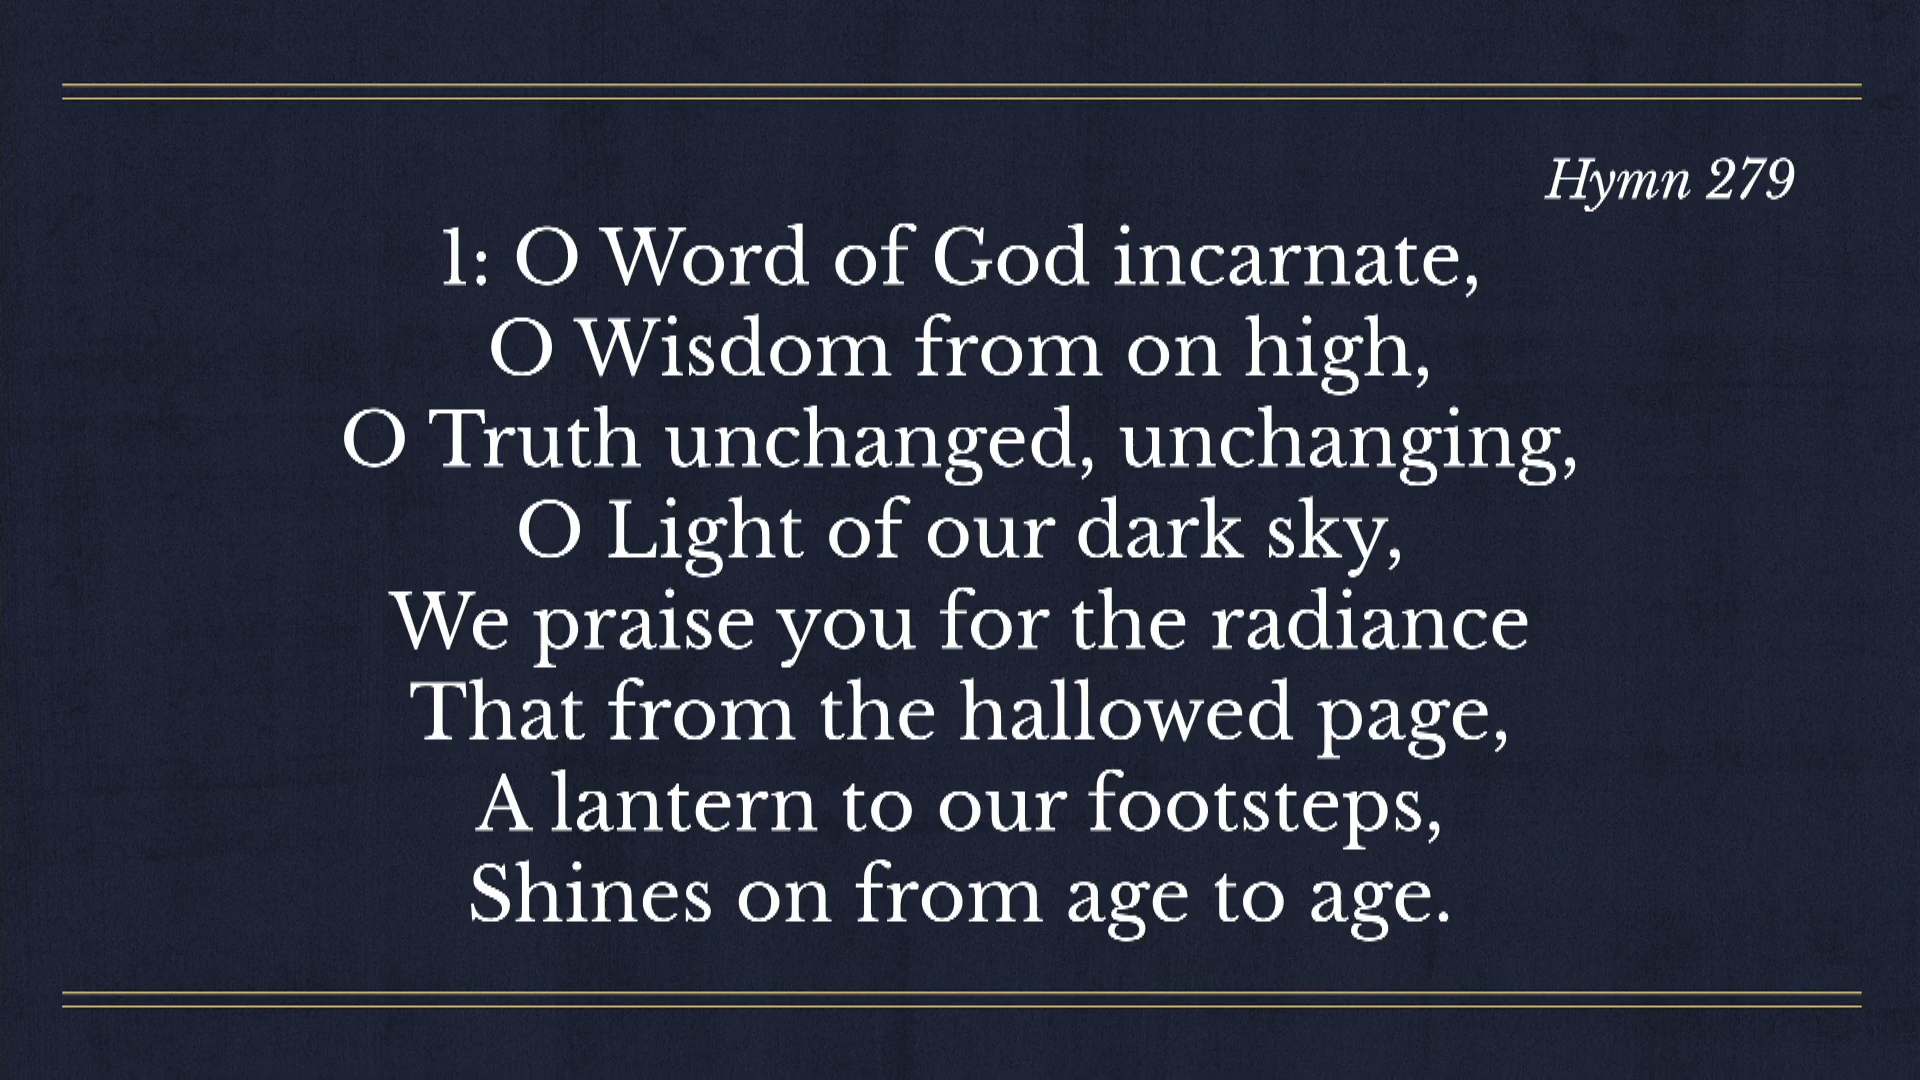 Hymn 279
1: O Word of God incarnate,
O Wisdom from on high,
O Truth unchanged, unchanging,
O Light of our dark sky,
We praise you for the radiance
That from the hallowed page,
A lantern to our footsteps,
Shines on from age to age.